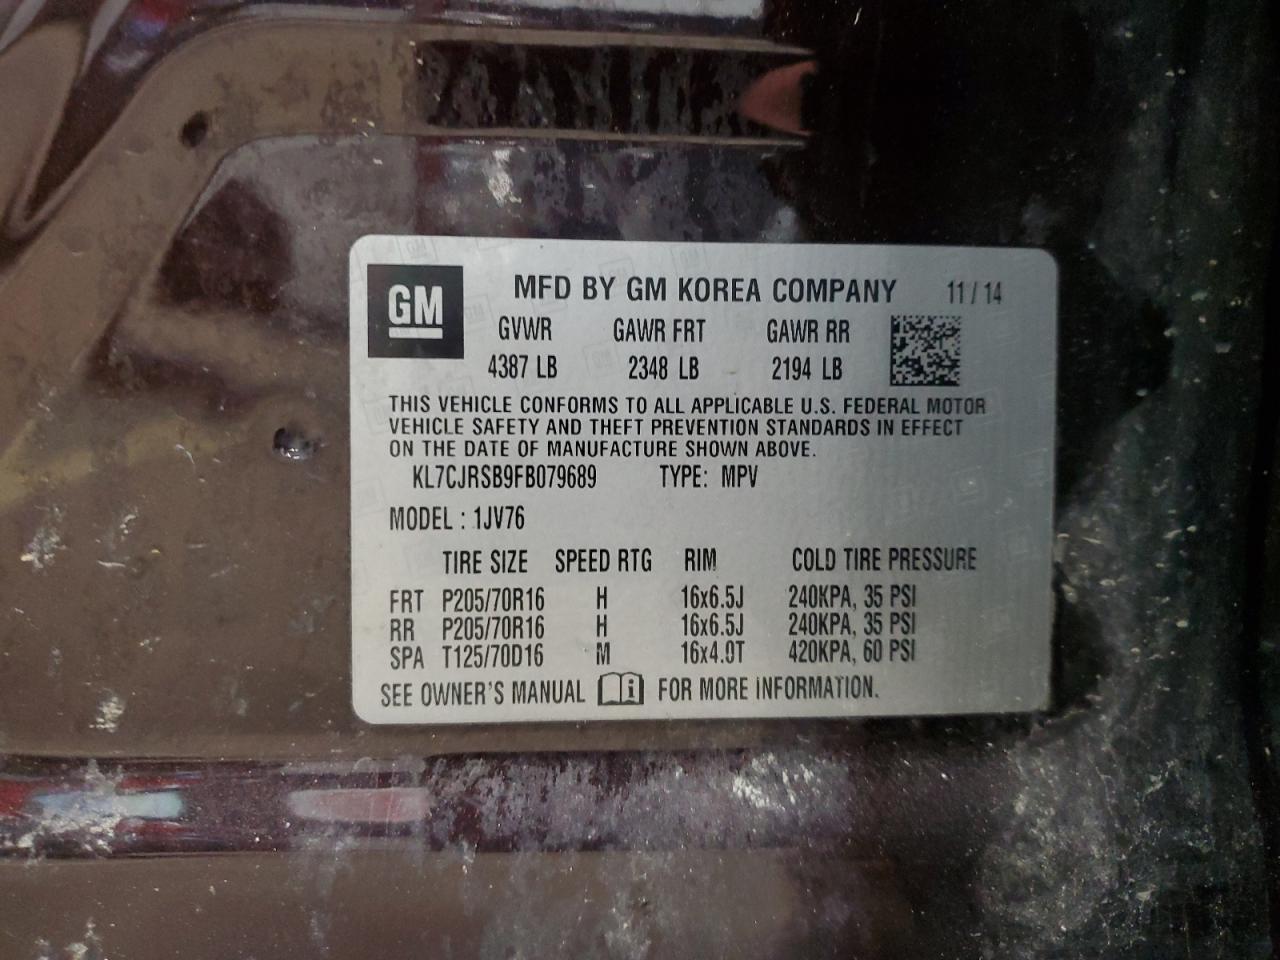 GM
MFD BY GM KOREA COMPANY 11 / 14
GVWR GAWR FRT GAWR RR
4387 LB 2348 LB 2194 LB
THIS VEHICLE CONFORMS TO ALL APPLICABLE U.S. FEDERAL MOTOR
VEHICLE SAFETY AND THEFT PREVENTION STANDARDS IN EFFECT
ON THE DATE OF MANUFACTURE SHOWN ABOVE.
KL7CJRSB9FB079689 TYPE: MPV
MODEL : 1JV76
TIRE SIZE SPEED RTG RIM COLD TIRE PRESSURE
FRT P205/70R16 H 16x6.5J 240KPA, 35 PSI
RR P205/70R16 H 16x6.5J 240KPA, 35 PSI
SPA T125/70D16 M 16x4.0T 420KPA, 60 PSI
SEE OWNER'S MANUAL FOR MORE INFORMATION.